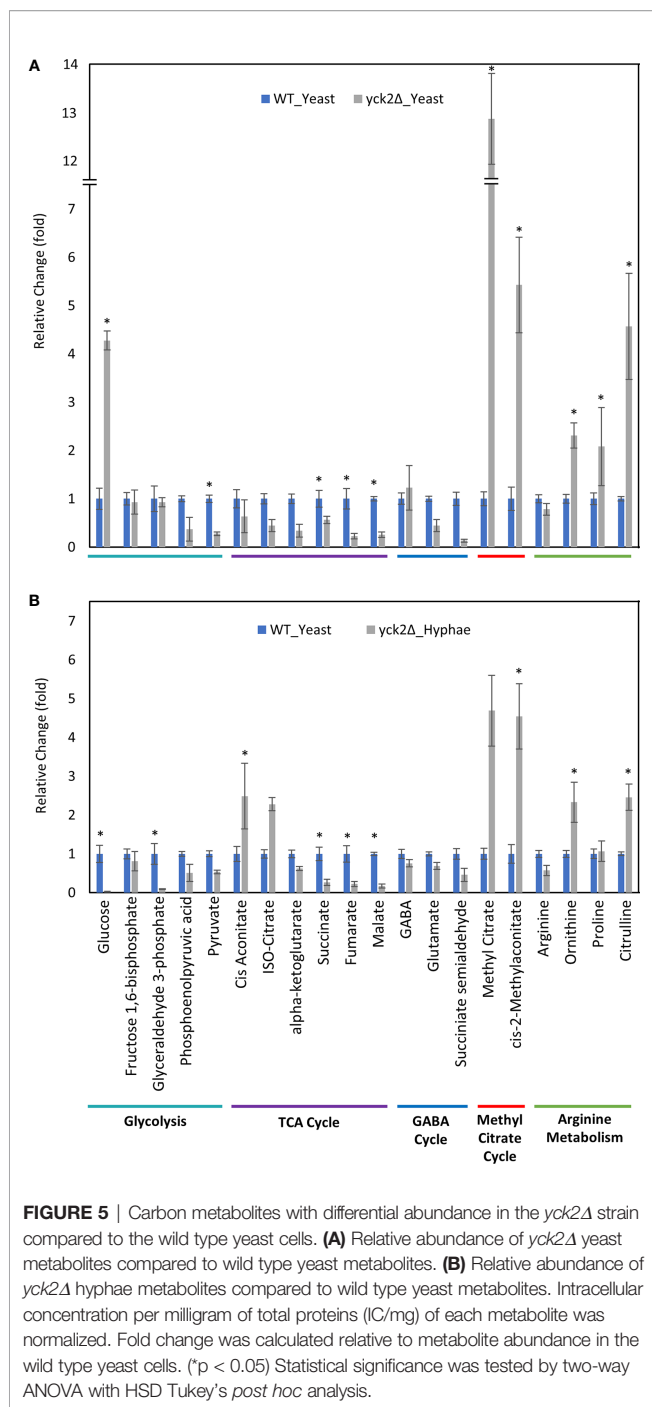 A
14
13
12
7
6
5
4
3
2
1
0
Relative Change (fold)
WT_Yeast yck2Δ_Yeast
* * * * * * * * * *
B
7
6
5
4
3
2
1
0
Relative Change (fold)
WT_Yeast yck2Δ_Hyphae
* * * * * * * * *
Glucose
Fructose 1,6-bisphosphate
Glyceraldehyde 3-phosphate
Phosphoenolpyruvic acid
Pyruvate
Cis Aconitate
ISO-Citrate
alpha-ketoglutarate
Succinate
Fumarate
Malate
GABA
Glutamate
Succiniate semialdehyde
Methyl Citrate
cis-2-Methylaconitate
Arginine
Ornithine
Proline
Citrulline
Glycolysis
TCA Cycle
GABA
Cycle
Methyl
Citrate
Cycle
Arginine
Metabolism
FIGURE 5 | Carbon metabolites with differential abundance in the yck2Δ strain
compared to the wild type yeast cells. (A) Relative abundance of yck2Δ yeast
metabolites compared to wild type yeast metabolites. (B) Relative abundance of
yck2Δ hyphae metabolites compared to wild type yeast metabolites. Intracellular
concentration per milligram of total proteins (IC/mg) of each metabolite was
normalized. Fold change was calculated relative to metabolite abundance in the
wild type yeast cells. (*p < 0.05) Statistical significance was tested by two-way
ANOVA with HSD Tukey's post hoc analysis.